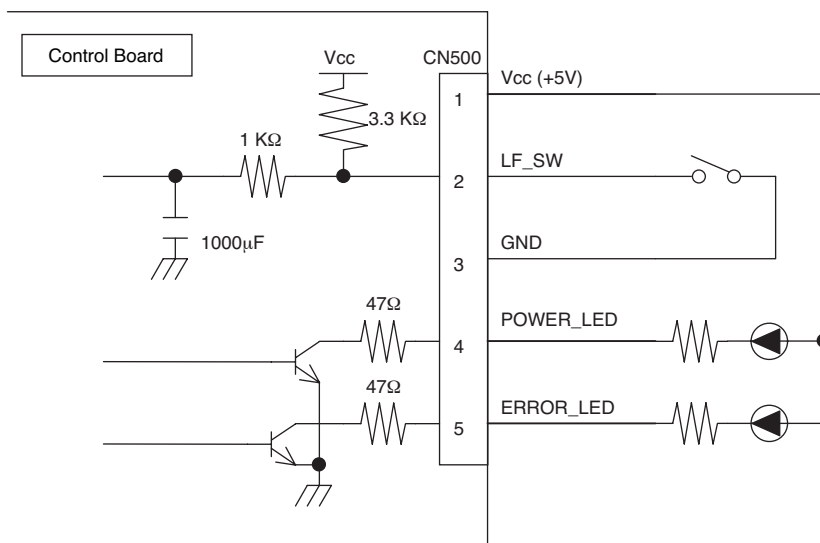 Control Board
Vcc
CN500
Vcc (+5V)
1
3.3 KΩ
1 KΩ
LF_SW
2
1000μF
GND
3
47Ω
POWER_LED
4
47Ω
ERROR_LED
5